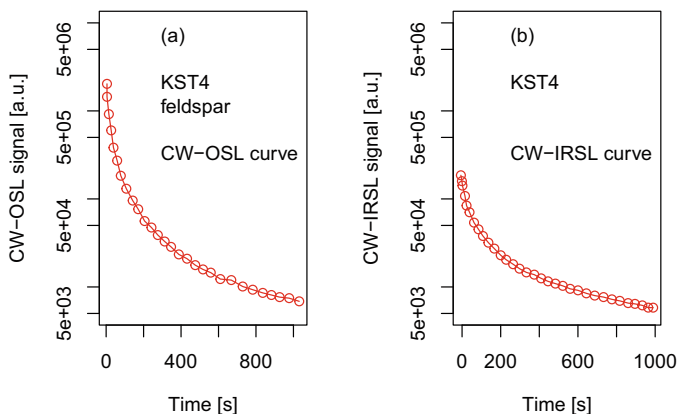 (a)
KST4
feldspar
CW−OSL curve
CW−OSL signal [a.u.]
5e+06
5e+05
5e+04
5e+03
0
400
800
Time [s]
(b)
KST4
CW−IRSL curve
CW−IRSL signal [a.u.]
5e+06
5e+05
5e+04
5e+03
0
200
600
1000
Time [s]